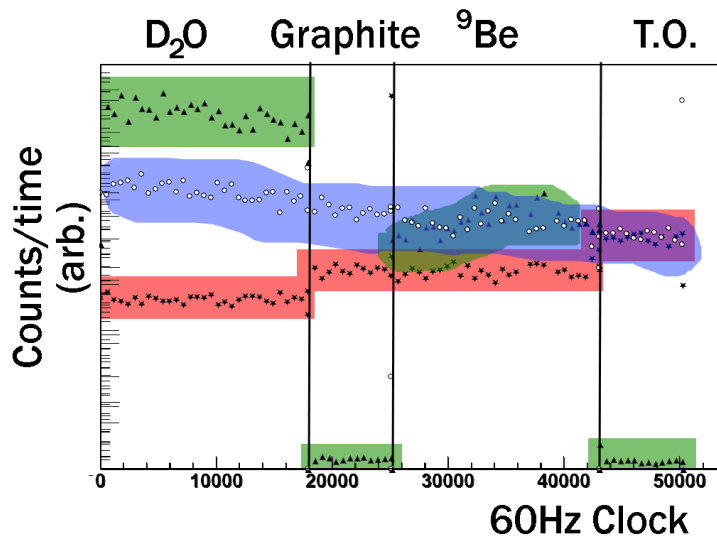 D₂O Graphite ⁹Be T.O.
Counts/time
(arb.)
0 10000 20000 30000 40000 50000
60Hz Clock